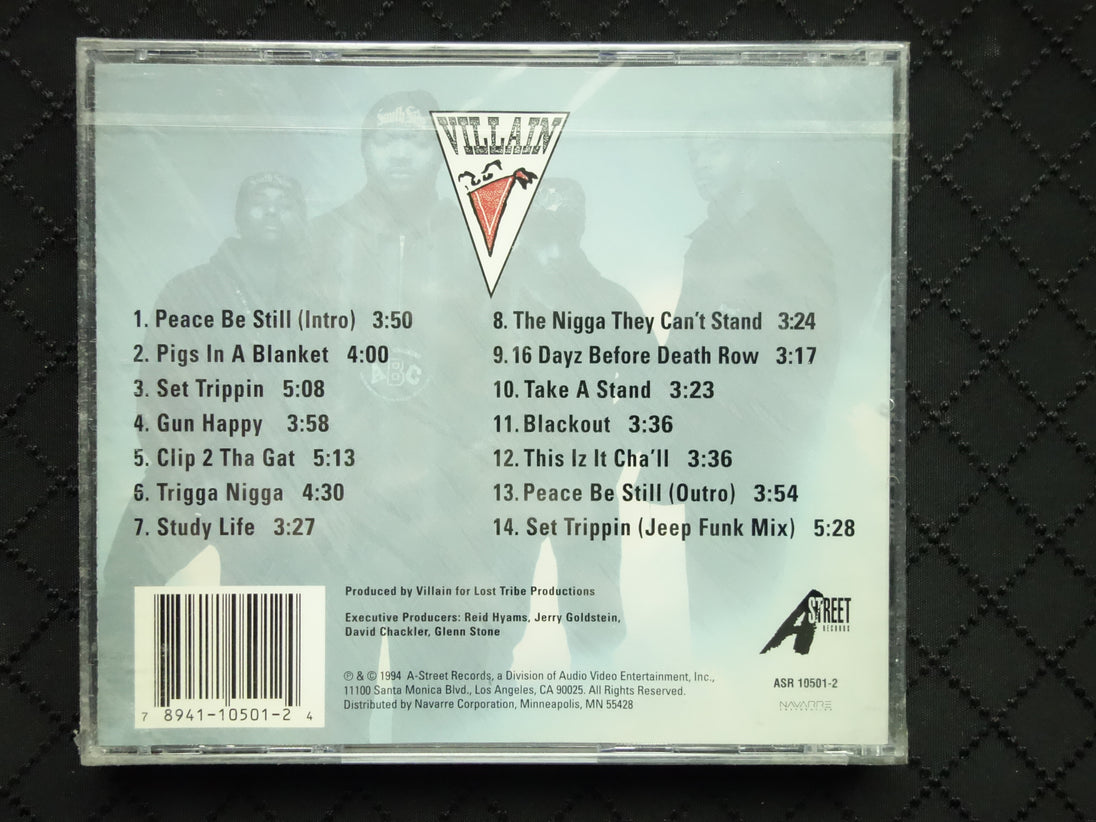 South Side
VILLAIN
1. Peace Be Still (Intro) 3:50
2. Pigs In A Blanket 4:00
3. Set Trippin 5:08
4. Gun Happy 3:58
5. Clip 2 Tha Gat 5:13
6. Trigga Nigga 4:30
7. Study Life 3:27
8. The Nigga They Can't Stand 3:24
9. 16 Dayz Before Death Row 3:17
10. Take A Stand 3:23
11. Blackout 3:36
12. This Iz It Cha'll 3:36
13. Peace Be Still (Outro) 3:54
14. Set Trippin (Jeep Funk Mix) 5:28
ABC
Produced by Villain for Lost Tribe Productions
Executive Producers: Reid Hyams, Jerry Goldstein,
David Chackler, Glenn Stone
℗ & © 1994 A-Street Records, a Division of Audio Video Entertainment, Inc.,
11100 Santa Monica Blvd., Los Angeles, CA 90025. All Rights Reserved.
Distributed by Navarre Corporation, Minneapolis, MN 55428
7 8941-10501-2 4
A STREET
RECORDS
ASR 10501-2
NAVARRE
CORPORATION